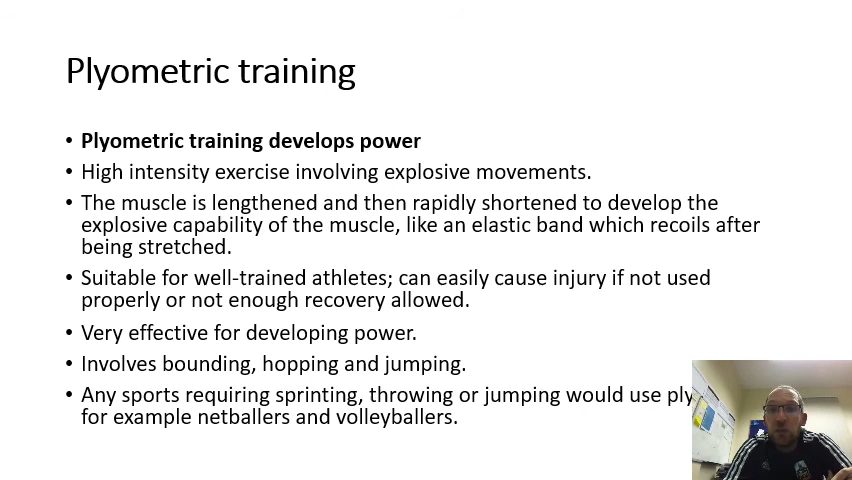 Plyometric training
• Plyometric training develops power
• High intensity exercise involving explosive movements.
• The muscle is lengthened and then rapidly shortened to develop the
explosive capability of the muscle, like an elastic band which recoils after
being stretched.
• Suitable for well-trained athletes; can easily cause injury if not used
properly or not enough recovery allowed.
• Very effective for developing power.
• Involves bounding, hopping and jumping.
• Any sports requiring sprinting, throwing or jumping would use
for example netballers and volleyballers.